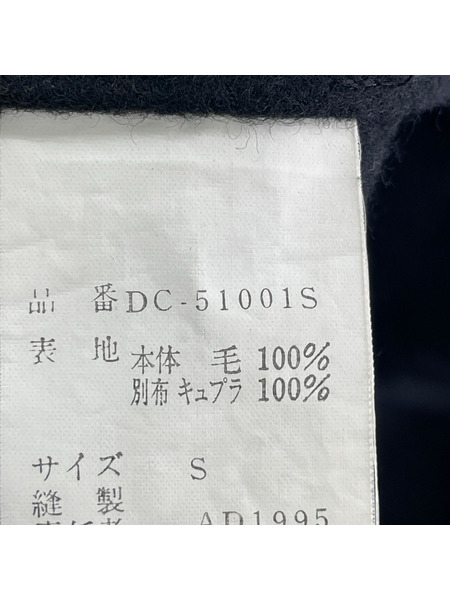 品番 DC-51001S
表地 本体 毛 100%
別布 キュプラ 100%
サイズ S
縫製
AD1995